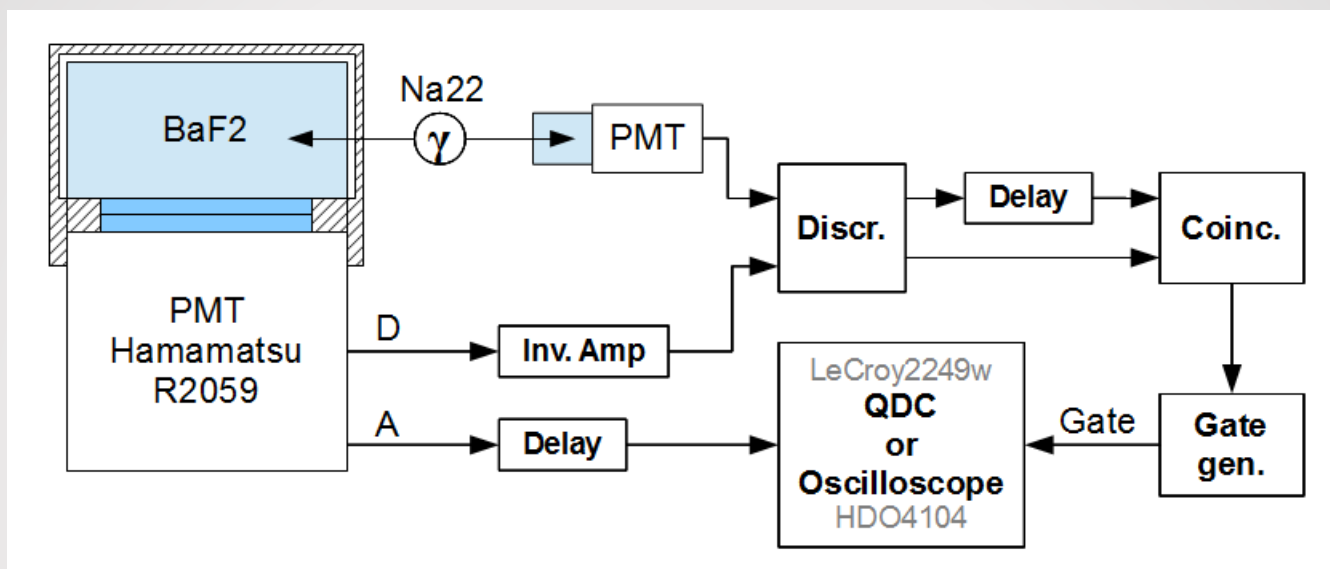 Na22
BaF2
γ
PMT
Discr.
Delay
Coinc.
PMT
Hamamatsu
R2059
D
Inv. Amp
A
Delay
LeCroy2249w
QDC
or
Oscilloscope
HDO4104
Gate
Gate
gen.